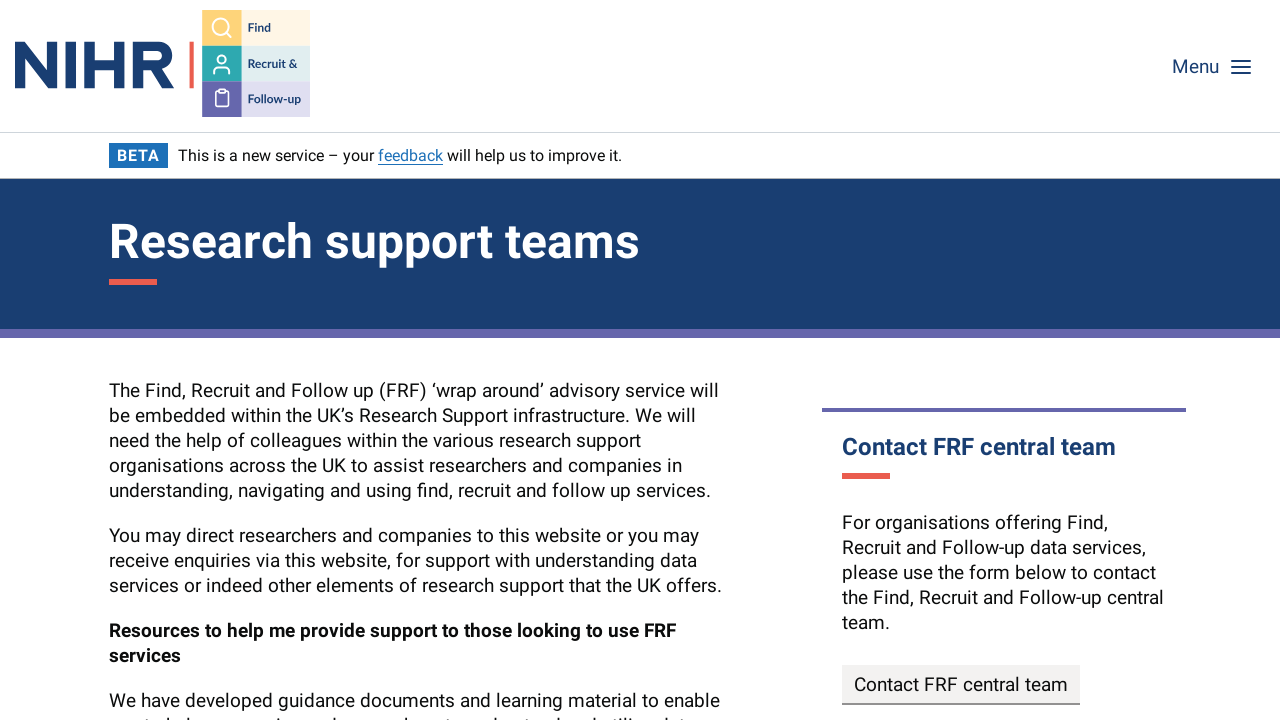 NIHR
Find
Recruit &
Follow-up
Menu
BETA This is a new service – your feedback will help us to improve it.
Research support teams
The Find, Recruit and Follow up (FRF) ‘wrap around’ advisory service will
be embedded within the UK’s Research Support infrastructure. We will
need the help of colleagues within the various research support
organisations across the UK to assist researchers and companies in
understanding, navigating and using find, recruit and follow up services.
You may direct researchers and companies to this website or you may
receive enquiries via this website, for support with understanding data
services or indeed other elements of research support that the UK offers.
Resources to help me provide support to those looking to use FRF
services
We have developed guidance documents and learning material to enable
Contact FRF central team
For organisations offering Find,
Recruit and Follow-up data services,
please use the form below to contact
the Find, Recruit and Follow-up central
team.
Contact FRF central team